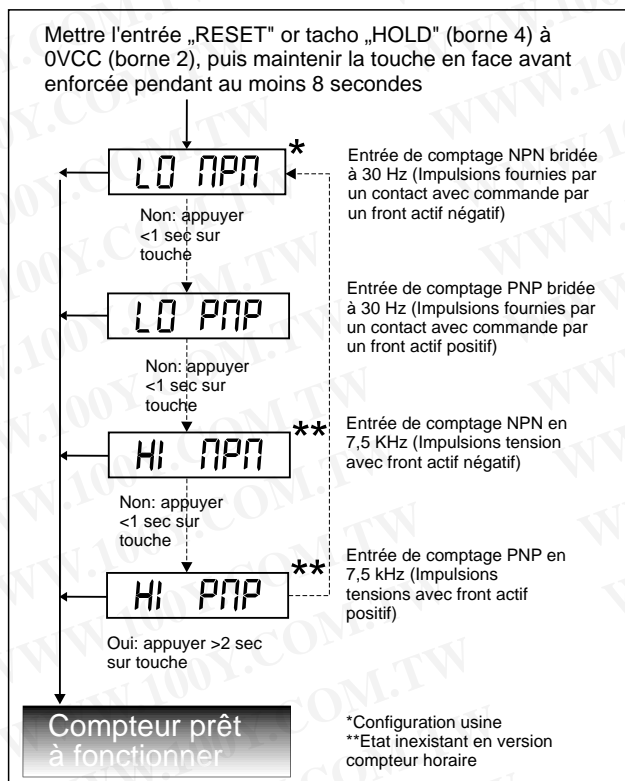 Mettre l'entrée „RESET" or tacho „HOLD" (borne 4) à
0VCC (borne 2), puis maintenir la touche en face avant
enforcée pendant au moins 8 secondes
LO NPN
*
Entrée de comptage NPN bridée
à 30 Hz (Impulsions fournies par
un contact avec commande par
un front actif négatif)
Non: appuyer
<1 sec sur
touche
LO PNP
Entrée de comptage PNP bridée
à 30 Hz (Impulsions fournies par
un contact avec commande par
un front actif positif)
Non: appuyer
<1 sec sur
touche
HI NPN
**
Entrée de comptage NPN en
7,5 KHz (Impulsions tension
avec front actif négatif)
Non: appuyer
<1 sec sur
touche
HI PNP
**
Entrée de comptage PNP en
7,5 kHz (Impulsions
tensions avec front actif
positif)
Oui: appuyer >2 sec
sur touche
Compteur prêt
à fonctionner
*Configuration usine
**Etat inexistant en version
compteur horaire
WWW.100Y.COM.TW